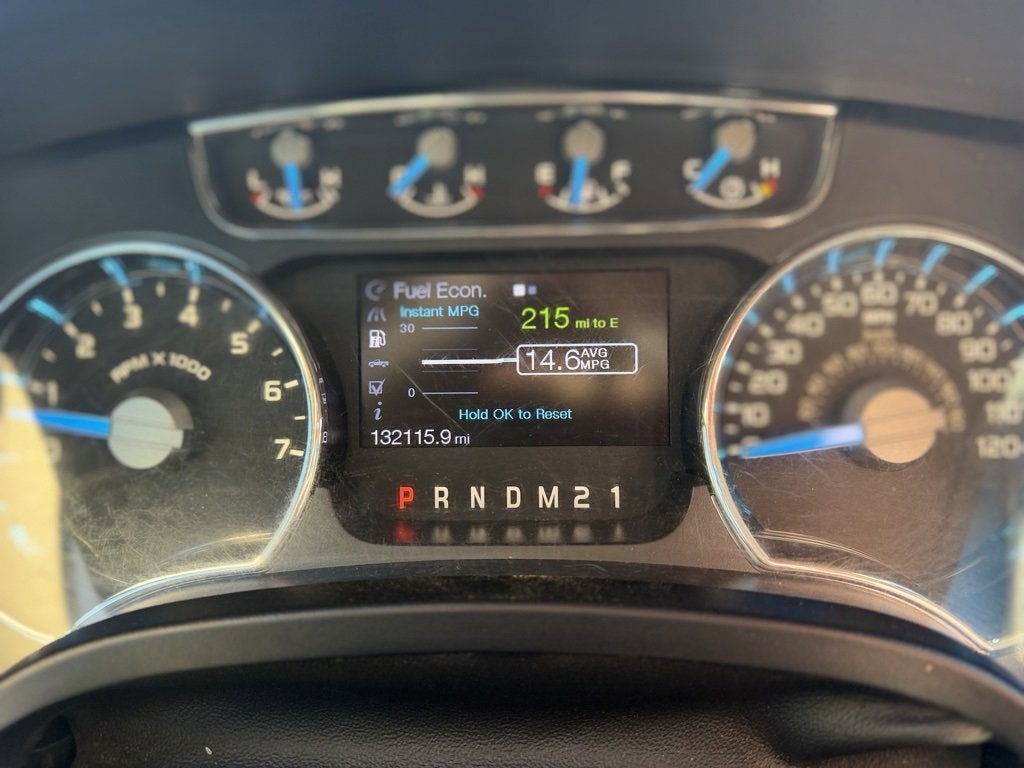 L H
C H
E F
C H
Fuel Econ.
Instant MPG
30
215 mi to E
14.6 AVG MPG
0
Hold OK to Reset
132115.9 mi
P R N D M 2 1
1 2 3 4 5 6 7
RPM X 1000
0 10 20 30 40 50 60 70 80 90 100 110 120
MPH